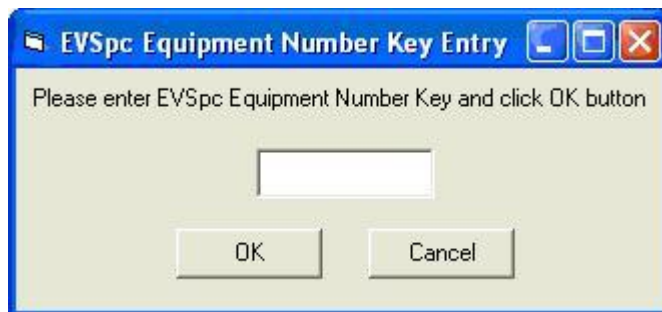 EVSpc Equipment Number Key Entry
Please enter EVSpc Equipment Number Key and click OK button
OK
Cancel